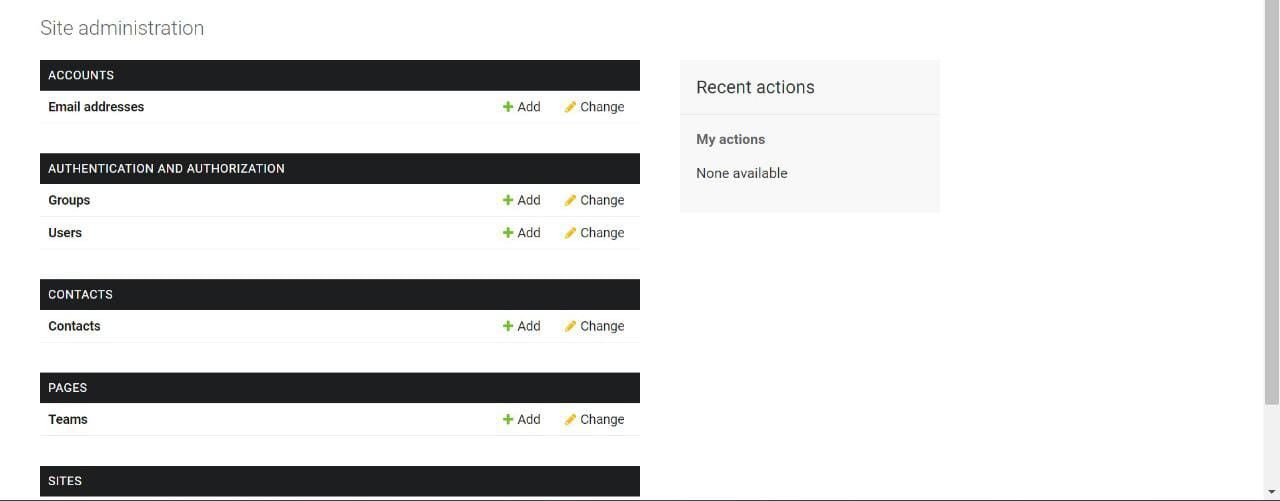 Site administration
ACCOUNTS
Email addresses Add Change
AUTHENTICATION AND AUTHORIZATION
Groups Add Change
Users Add Change
CONTACTS
Contacts Add Change
PAGES
Teams Add Change
SITES
Recent actions
My actions
None available